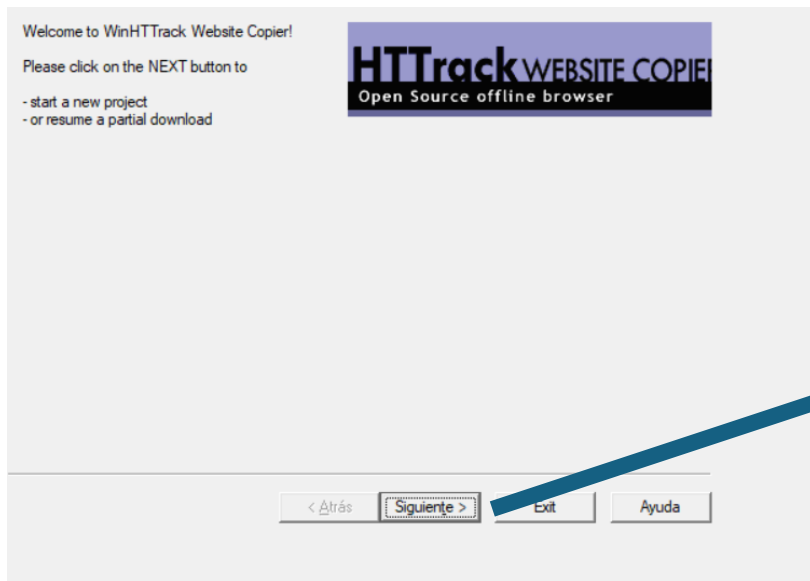 Welcome to WinHTTrack Website Copier!
Please click on the NEXT button to
- start a new project
- or resume a partial download
HTTrack WEBSITE COPIE
Open Source offline browser
< Atrás Siguiente > Exit Ayuda